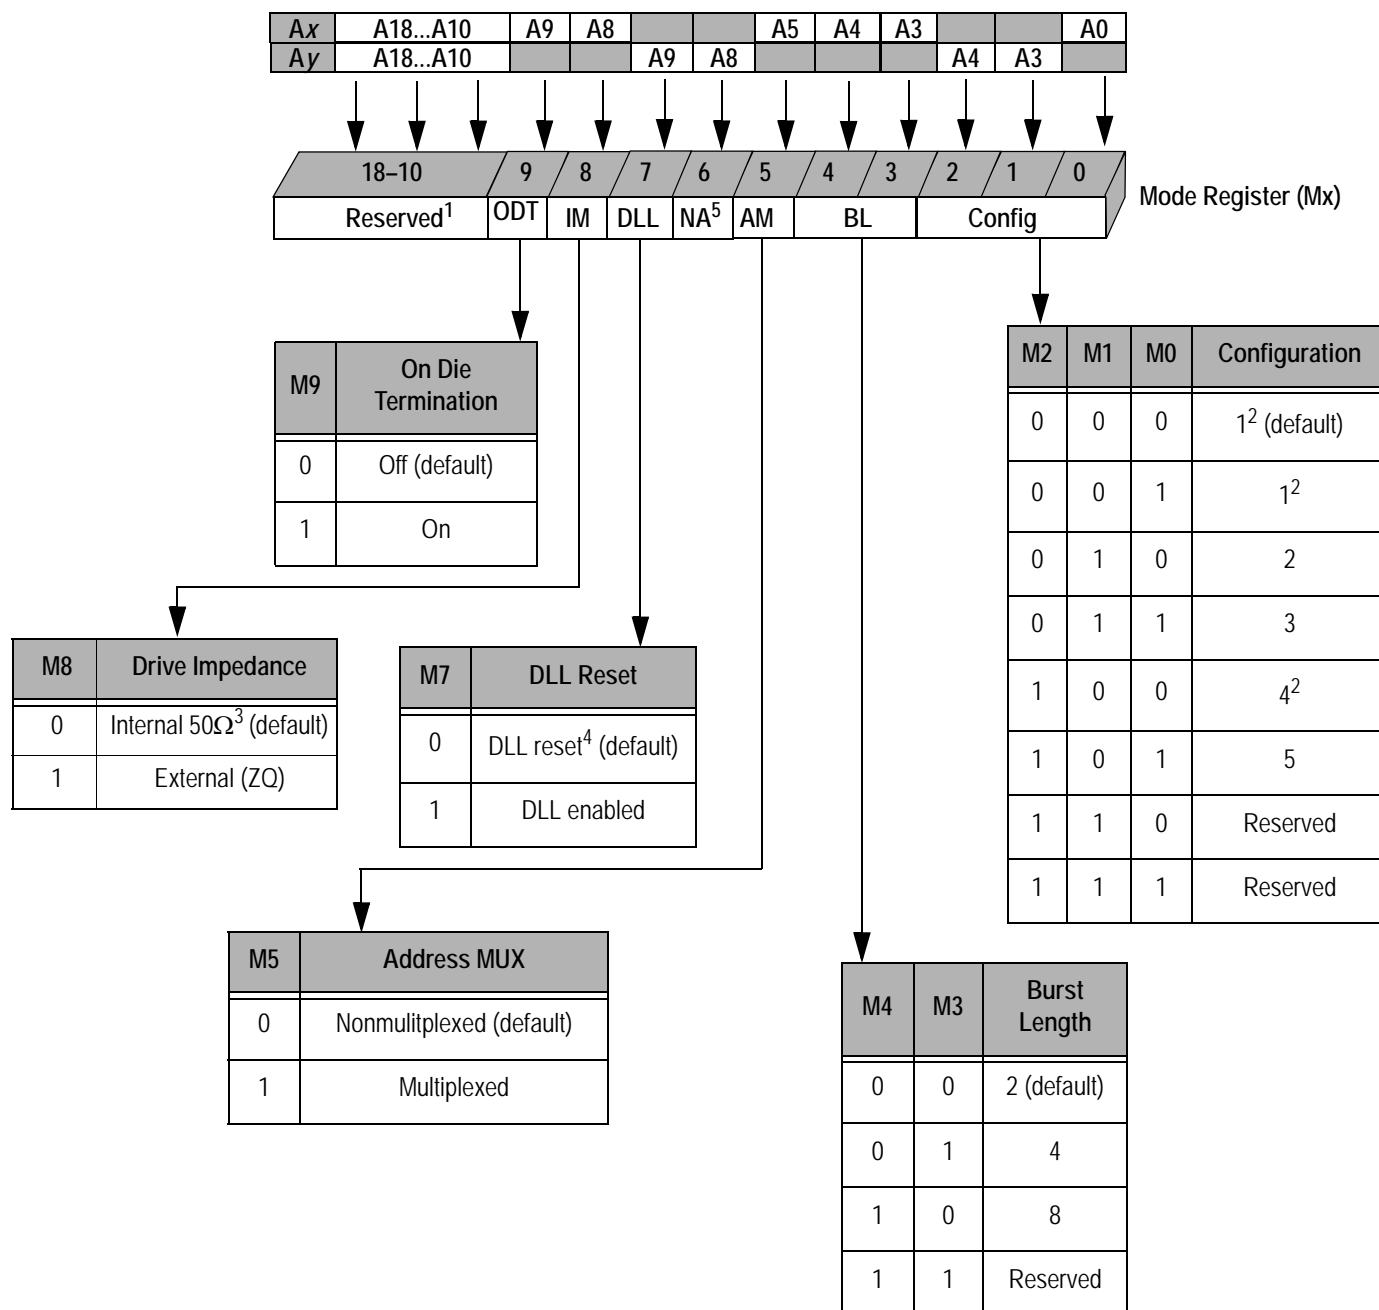 Ax A18...A10 A9 A8 A5 A4 A3 A0
Ay A18...A10 A9 A8 A4 A3
18–10 9 8 7 6 5 4 3 2 1 0
Mode Register (Mx)
Reserved1 ODT IM DLL NA5 AM BL Config
M9 On Die
Termination
0 Off (default)
1 On
M2 M1 M0 Configuration
0 0 0 12 (default)
0 0 1 12
0 1 0 2
0 1 1 3
1 0 0 42
1 0 1 5
1 1 0 Reserved
1 1 1 Reserved
M8 Drive Impedance
0 Internal 50Ω3 (default)
1 External (ZQ)
M7 DLL Reset
0 DLL reset4 (default)
1 DLL enabled
M5 Address MUX
0 Nonmulitplexed (default)
1 Multiplexed
M4 M3 Burst
Length
0 0 2 (default)
0 1 4
1 0 8
1 1 Reserved